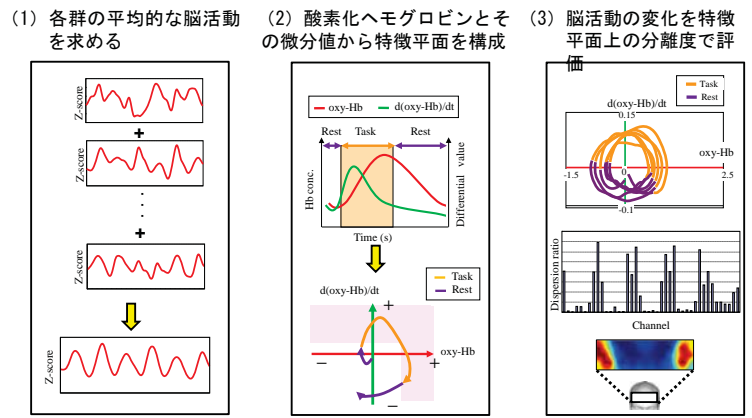 (1) 各群の平均的な脳活動
を求める
Z-score
+
Z-score
+
Z-score
Z-score
(2) 酸素化ヘモグロビンとそ
の微分値から特徴平面を構成
oxy-Hb d(oxy-Hb)/dt
Rest Task Rest
Hb conc.
Differential value
Time (s)
Task
Rest
d(oxy-Hb)/dt
+
oxy-Hb
−
+
−
(3) 脳活動の変化を特徴
平面上の分離度で評
価
Task
Rest
d(oxy-Hb)/dt
0.15
oxy-Hb
-1.5
0
2.5
-0.1
Dispersion ratio
Channel